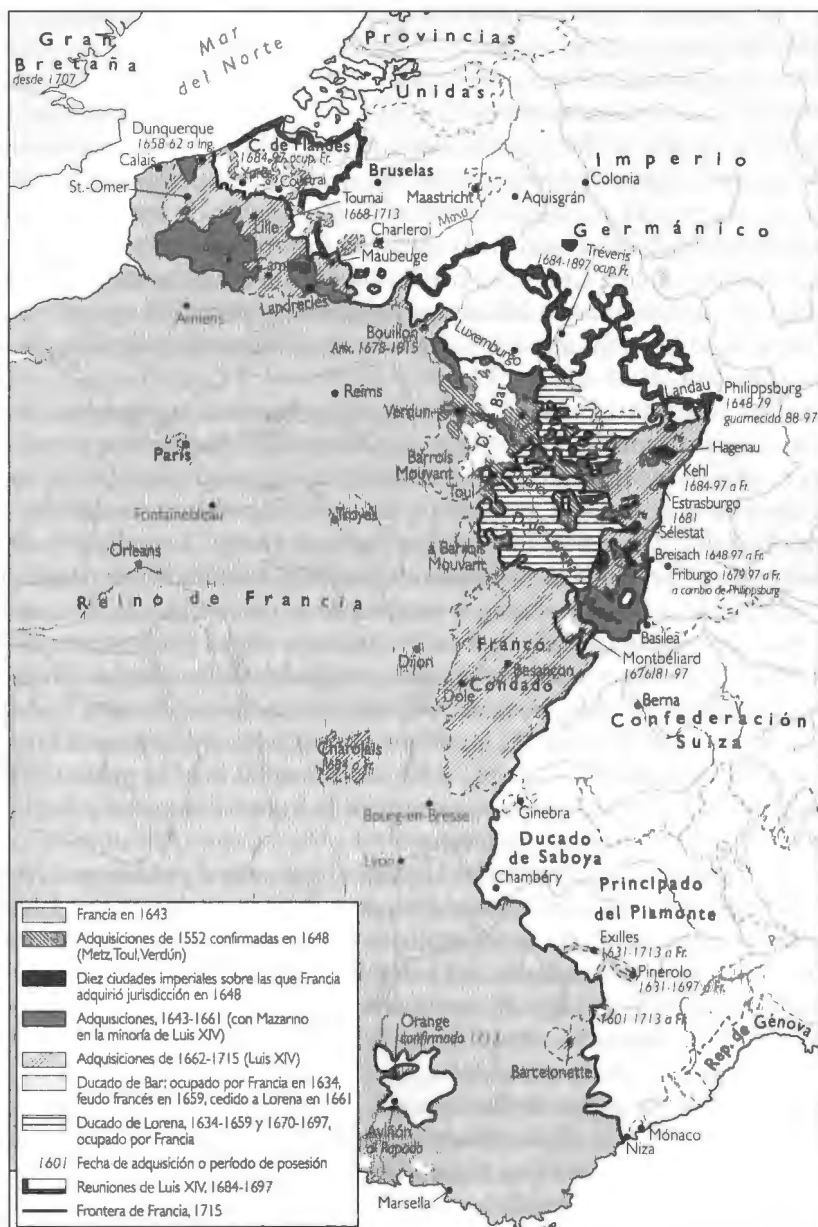 Gran
Bretaña
desde 1707
Mar
del Norte
Provincias
Unidas
Dunquerque
1658-62 a Ing.
Calais
C. de Flandes
1684-97 ocup. Fr.
Courtrai
St.-Omer
Bruselas
Imperio
Germánico
Colonia
Maastricht
Aquisgrán
Mosa
Tournai
1668-1713
Lille
Charleroi
Maubeuge
Tréveris
1684-1897 ocup. Fr.
Landrecies
Amiens
Bouillon
Anx. 1678-1815
Luxemburgo
Landau
Philippsburg
1648-79
guarnecida 88-97
Reims
Verdun
D. de Bar
Hagenau
París
Barrois
Mouvant
Toul
Kehl
1684-97 a Fr.
Estrasburgo
1681
Fontainebleau
Troyes
D. de Lorena
Sélestat
Orleans
a Barrois
Mouvant
Breisach 1648-97 a Fr.
Friburgo 1679-97 a Fr.
a cambio de Philippsburg
Reino de Francia
Basilea
Franco
Condado
Montbéliard
1676/81-97
Dijon
Besançon
Dole
Berna
Confederación
Suiza
Charolais
1684 a Fr.
Bourg-en-Bresse
Ginebra
Ducado
de Saboya
Lyon
Chambéry
Principado
del Piamonte
Exilles
1631-1713 a Fr.
Pinerolo
1631-1697 a Fr.
1601-1713 a Fr.
Barcelonette
Rep. de Génova
Orange
confirmado 1713
Aviñón
al Papado
Mónaco
Niza
Marsella
Francia en 1643
Adquisiciones de 1552 confirmadas en 1648
(Metz, Toul, Verdún)
Diez ciudades imperiales sobre las que Francia
adquirió jurisdicción en 1648
Adquisiciones, 1643-1661 (con Mazarino
en la minoría de Luis XIV)
Adquisiciones de 1662-1715 (Luis XIV)
Ducado de Bar: ocupado por Francia en 1634,
feudo francés en 1659, cedido a Lorena en 1661
Ducado de Lorena, 1634-1659 y 1670-1697,
ocupado por Francia
1601 Fecha de adquisición o período de posesión
Reuniones de Luis XIV, 1684-1697
Frontera de Francia, 1715